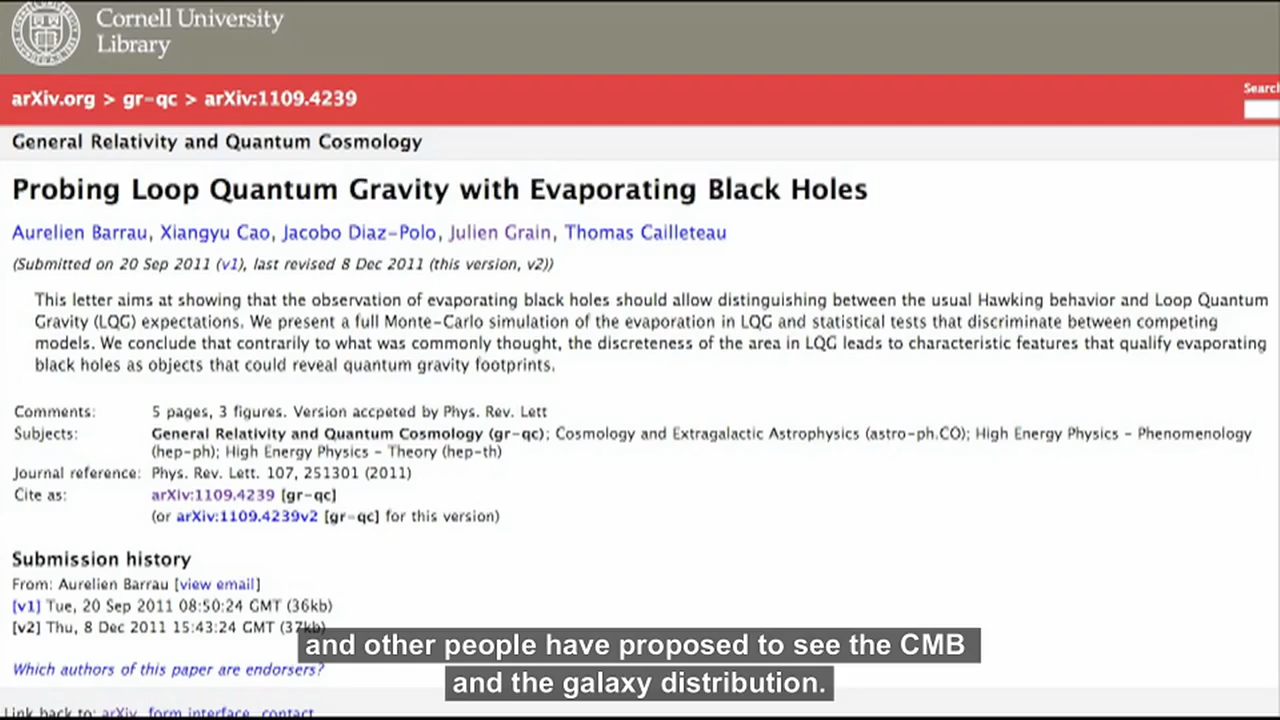 Cornell University
Library
arXiv.org > gr-qc > arXiv:1109.4239
Search
General Relativity and Quantum Cosmology
Probing Loop Quantum Gravity with Evaporating Black Holes
Aurelien Barrau, Xiangyu Cao, Jacobo Diaz-Polo, Julien Grain, Thomas Cailleteau
(Submitted on 20 Sep 2011 (v1), last revised 8 Dec 2011 (this version, v2))
This letter aims at showing that the observation of evaporating black holes should allow distinguishing between the usual Hawking behavior and Loop Quantum
Gravity (LQG) expectations. We present a full Monte-Carlo simulation of the evaporation in LQG and statistical tests that discriminate between competing
models. We conclude that contrarily to what was commonly thought, the discreteness of the area in LQG leads to characteristic features that qualify evaporating
black holes as objects that could reveal quantum gravity footprints.
Comments: 5 pages, 3 figures. Version accpeted by Phys. Rev. Lett
Subjects: General Relativity and Quantum Cosmology (gr-qc); Cosmology and Extragalactic Astrophysics (astro-ph.CO); High Energy Physics - Phenomenology
(hep-ph); High Energy Physics - Theory (hep-th)
Journal reference: Phys. Rev. Lett. 107, 251301 (2011)
Cite as: arXiv:1109.4239 [gr-qc]
(or arXiv:1109.4239v2 [gr-qc] for this version)
Submission history
From: Aurelien Barrau [view email]
[v1] Tue, 20 Sep 2011 08:50:24 GMT (36kb)
[v2] Thu, 8 Dec 2011 15:43:24 GMT (37kb)
and other people have proposed to see the CMB
and the galaxy distribution.
Which authors of this paper are endorsers?
Link back to: arXiv, form interface, contact.